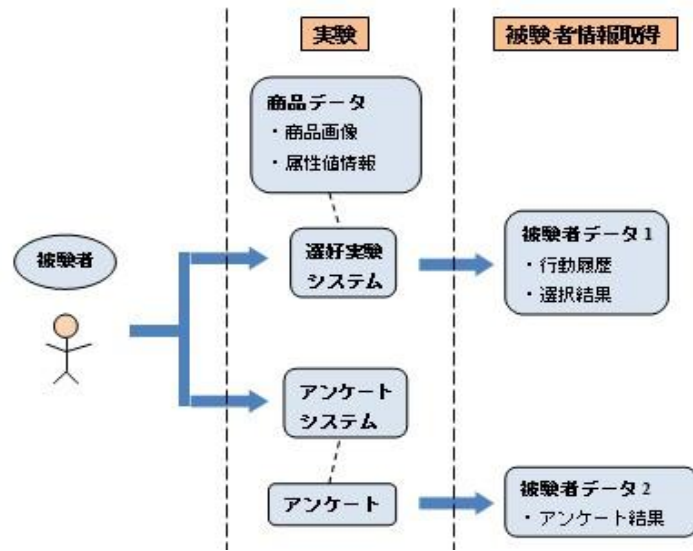 実験
被験者情報取得
商品データ
・商品画像
・属性値情報
被験者
選好実験
システム
被験者データ1
・行動履歴
・選択結果
アンケート
システム
アンケート
被験者データ2
・アンケート結果